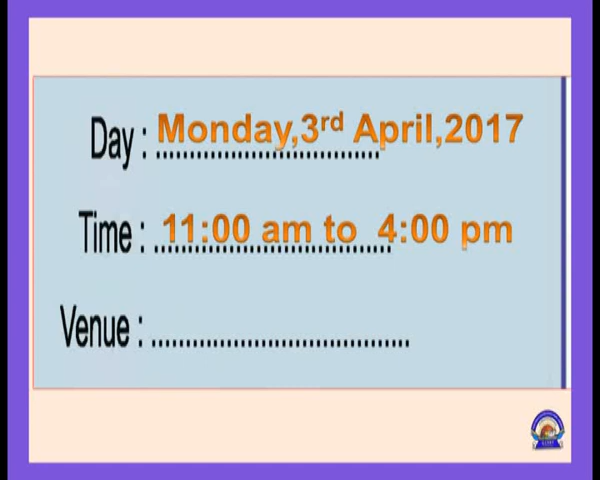 Day : Monday,3rd April,2017
Time : 11:00 am to 4:00 pm
Venue : ......................................